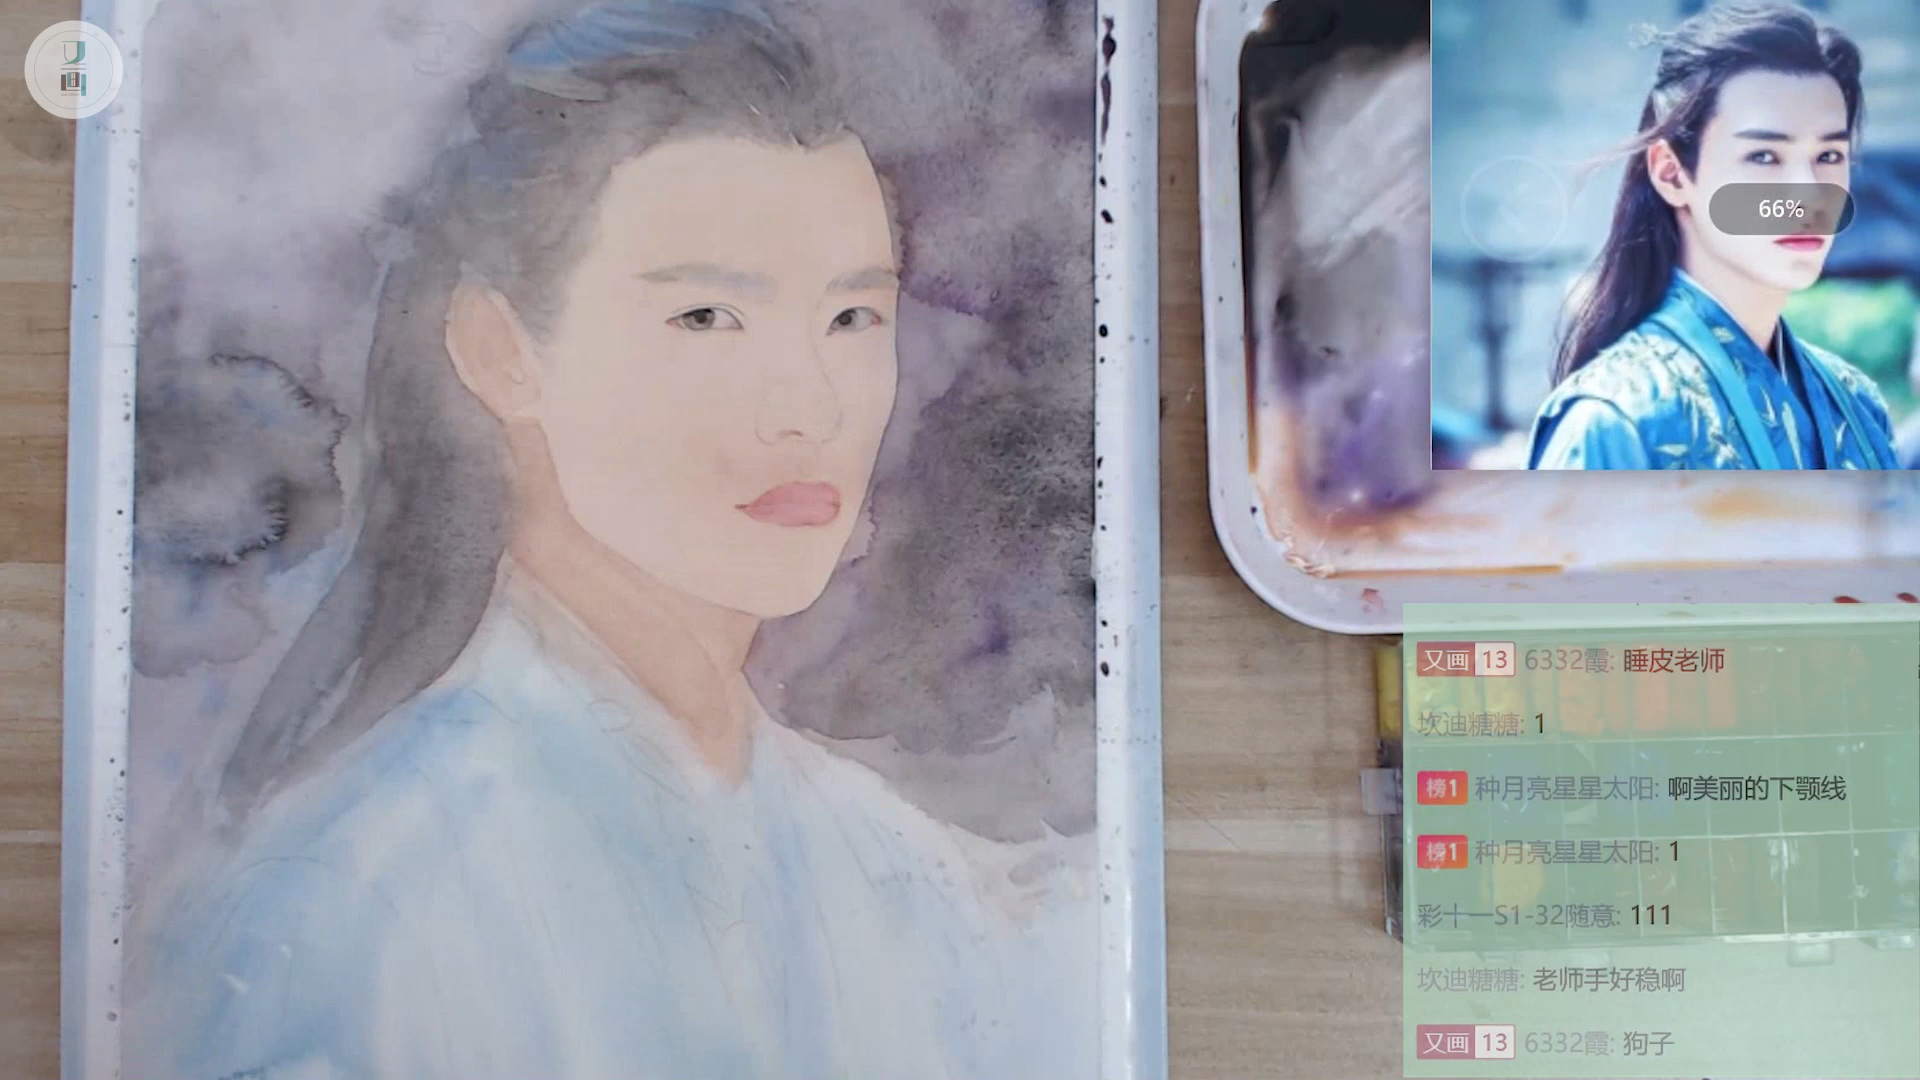 又画
66%
又画 13 6332霞: 睡皮老师
坎迪糖糖: 1
榜1 种月亮星星太阳: 啊美丽的下颚线
榜1 种月亮星星太阳: 1
彩十一S1-32随意: 111
坎迪糖糖: 老师手好稳啊
又画 13 6332霞: 狗子